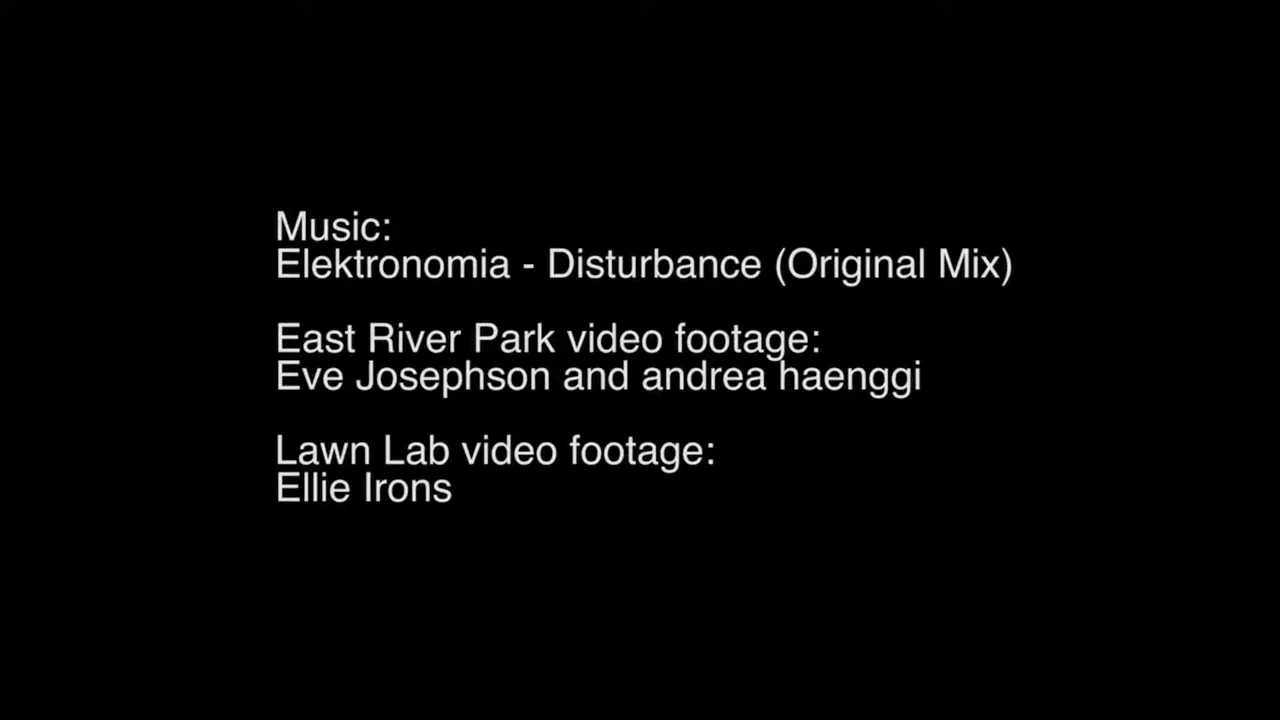 Music:
Elektronomia - Disturbance (Original Mix)
East River Park video footage:
Eve Josephson and andrea haenggi
Lawn Lab video footage:
Ellie Irons